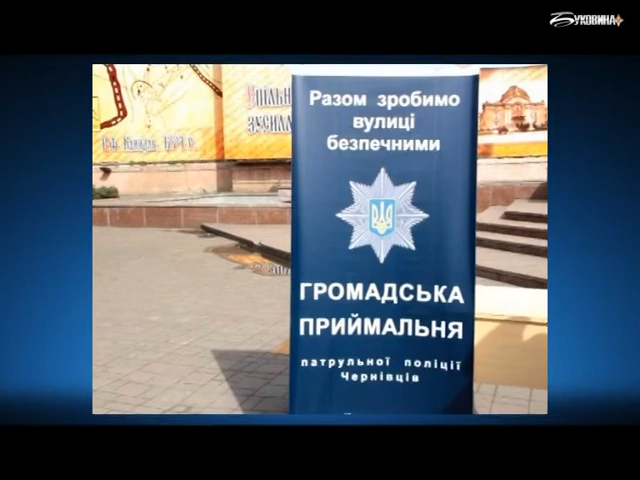 БУКОВИНА
Разом зробимо
вулиці
безпечними
ГРОМАДСЬКА
ПРИЙМАЛЬНЯ
патрульної поліції
Чернівців